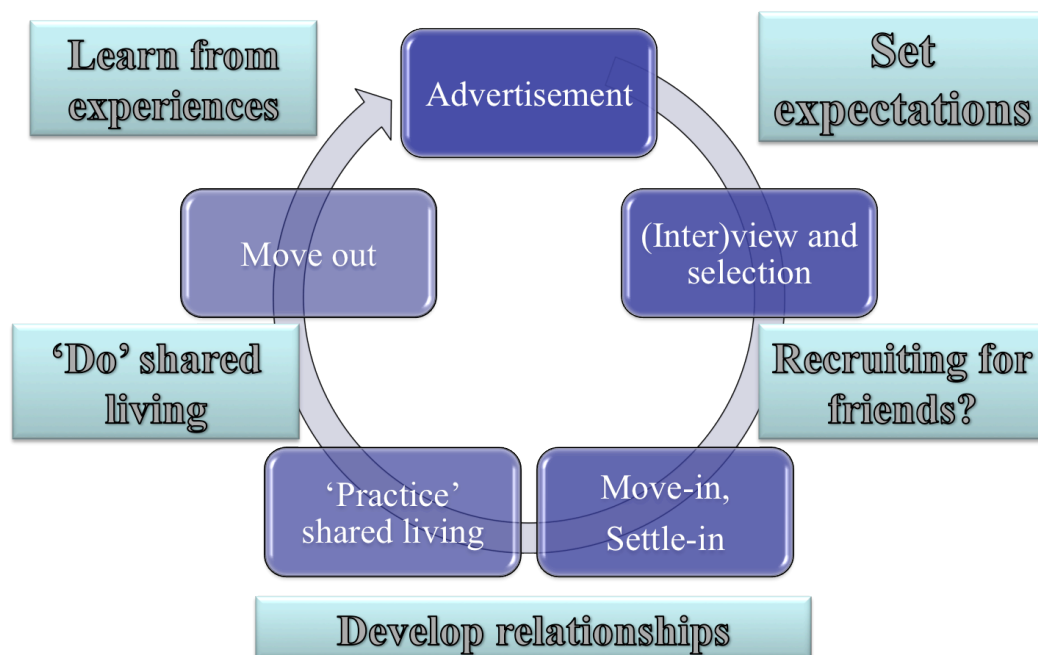 Learn from
experiences
Advertisement
Set
expectations
Move out
(Inter)view and
selection
‘Do’ shared
living
Recruiting for
friends?
‘Practice’
shared living
Move-in,
Settle-in
Develop relationships